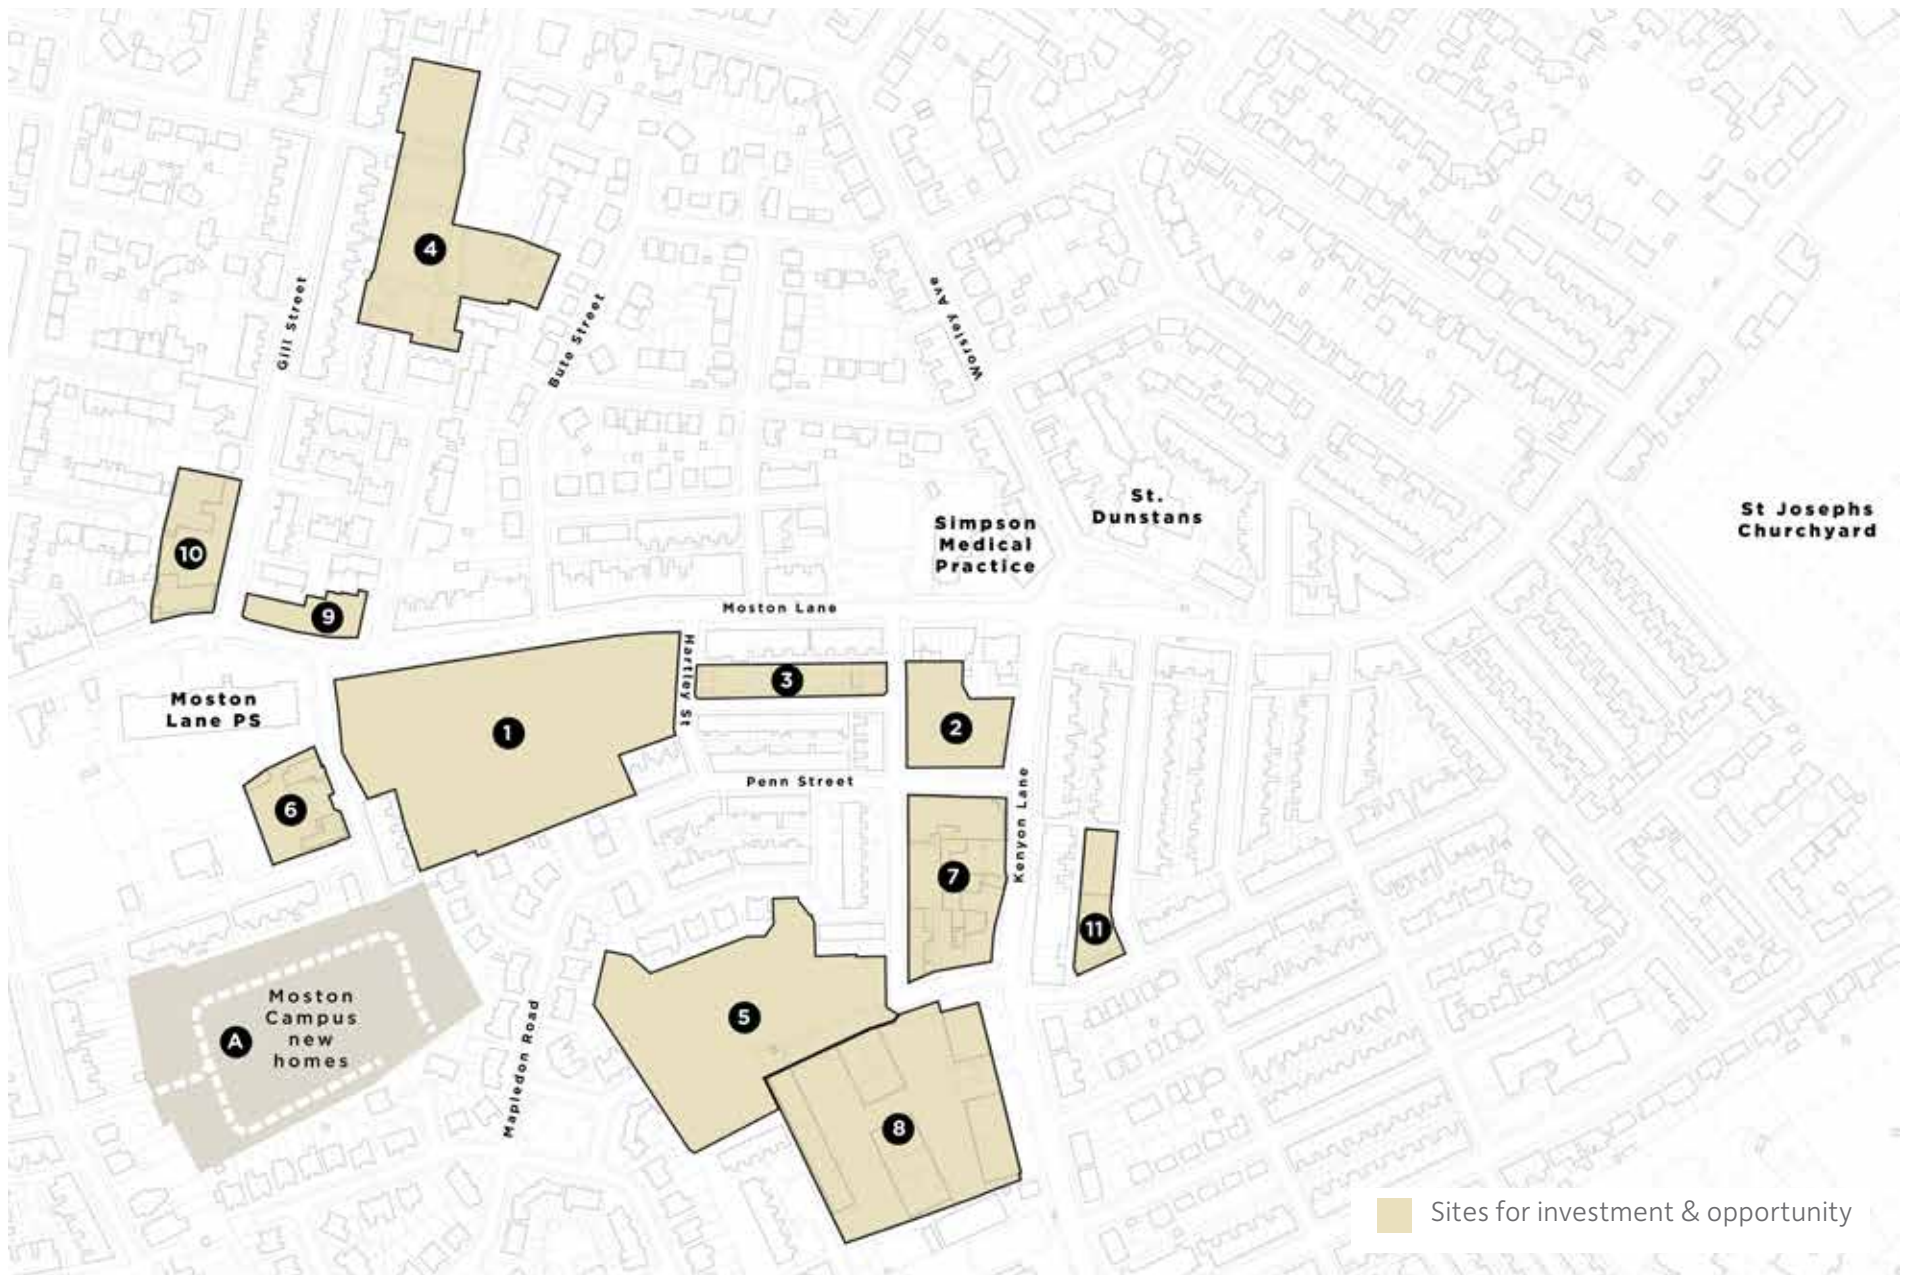 4
Gill Street
Bute Street
Worsley Ave
10
9
St.
Dunstans
Simpson
Medical
Practice
St Josephs
Churchyard
Moston Lane
Hartley St
3
Moston
Lane PS
1
2
Penn Street
6
Kenyon Lane
7
11
A
Moston
Campus
new
homes
5
Mapledon Road
8
Sites for investment & opportunity